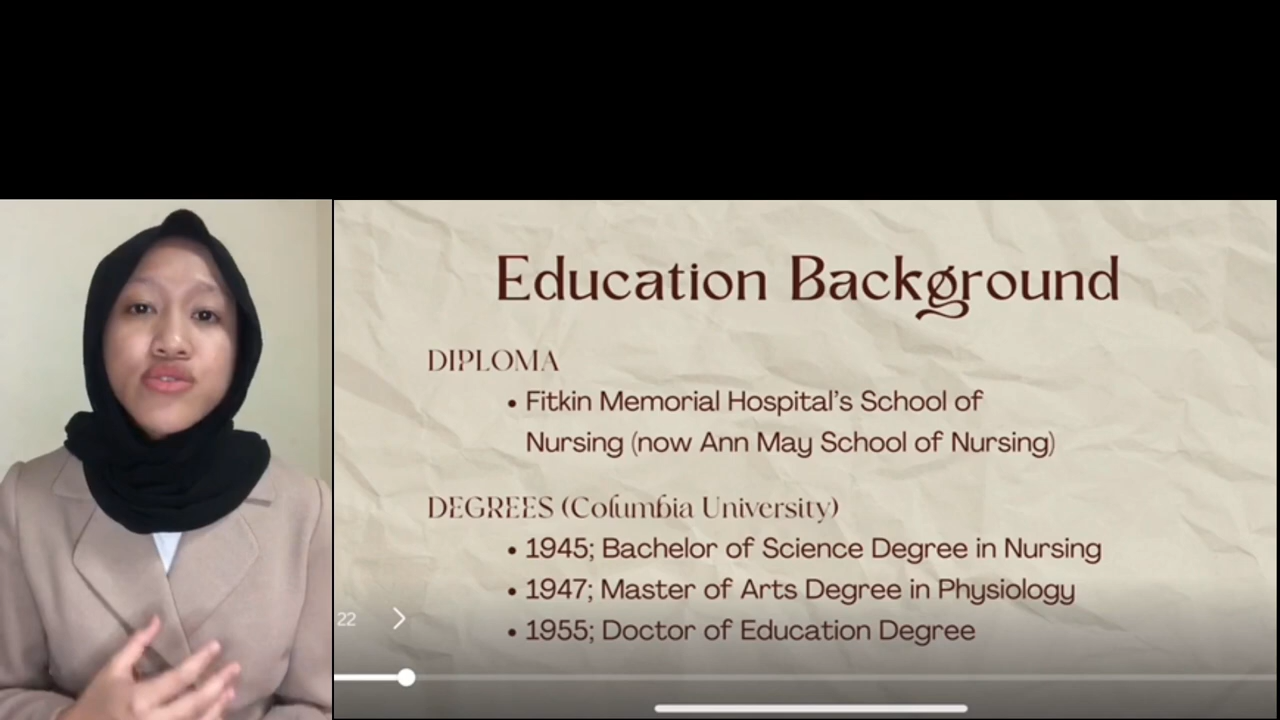 Education Background
DIPLOMA
• Fitkin Memorial Hospital’s School of
Nursing (now Ann May School of Nursing)
DEGREES (Columbia University)
• 1945; Bachelor of Science Degree in Nursing
• 1947; Master of Arts Degree in Physiology
• 1955; Doctor of Education Degree
22